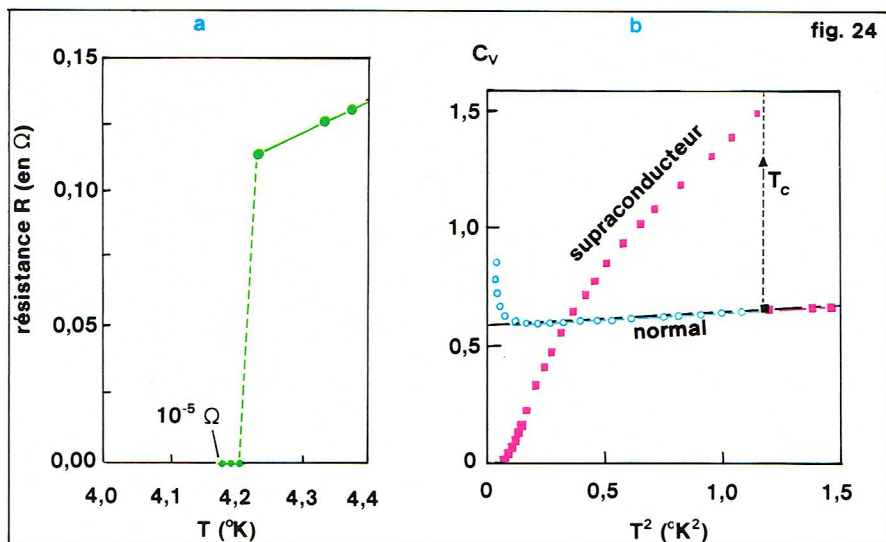 a
b
fig. 24
C_V
0,15
0,10
0,05
0,00
résistance R (en Ω)
10⁻⁵ Ω
4,0 4,1 4,2 4,3 4,4
T (°K)
1,5
1,0
0,5
0
supraconducteur
T_c
normal
0 0,5 1,0 1,5
T² (°K²)